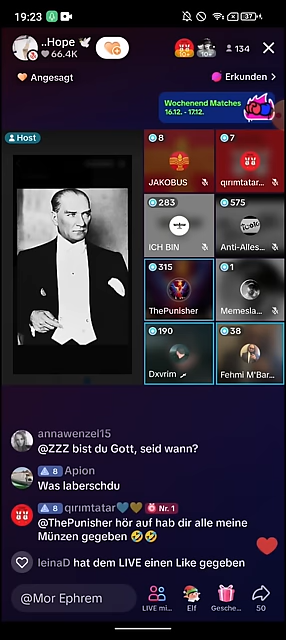 19:23
37
..Hope 🕊
66.4K
10+
10+
134
Angesagt
Erkunden >
Wochenend Matches
16.12. - 17.12.
Host
8
JAKOBUS
7
qırımtatar...
283
ICH BIN
575
Anti-Alles...
315
ThePunisher
1
Memesla...
190
Dxvrim
38
Fehmi M'Bar...
annawenzel15
@ZZZ bist du Gott, seid wann?
8 Apion
Was laberschdu
8 qırımtatar💙💛 Nr. 1
@ThePunisher hör auf hab dir alle meine
Münzen gegeben 🤣🤣
leinaD hat dem LIVE einen Like gegeben
@Mor Ephrem
LIVE mi...
Elf
Gesche...
50